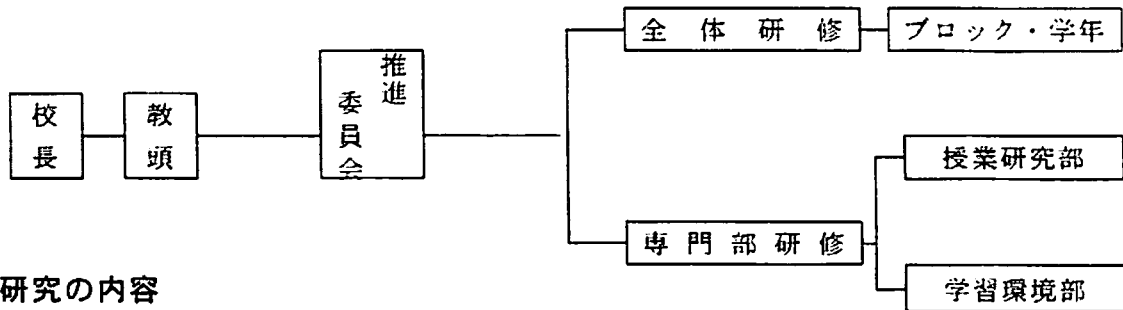 校長
教頭
推進
委員会
全体研修
ブロック・学年
専門部研修
授業研究部
学習環境部
研究の内容